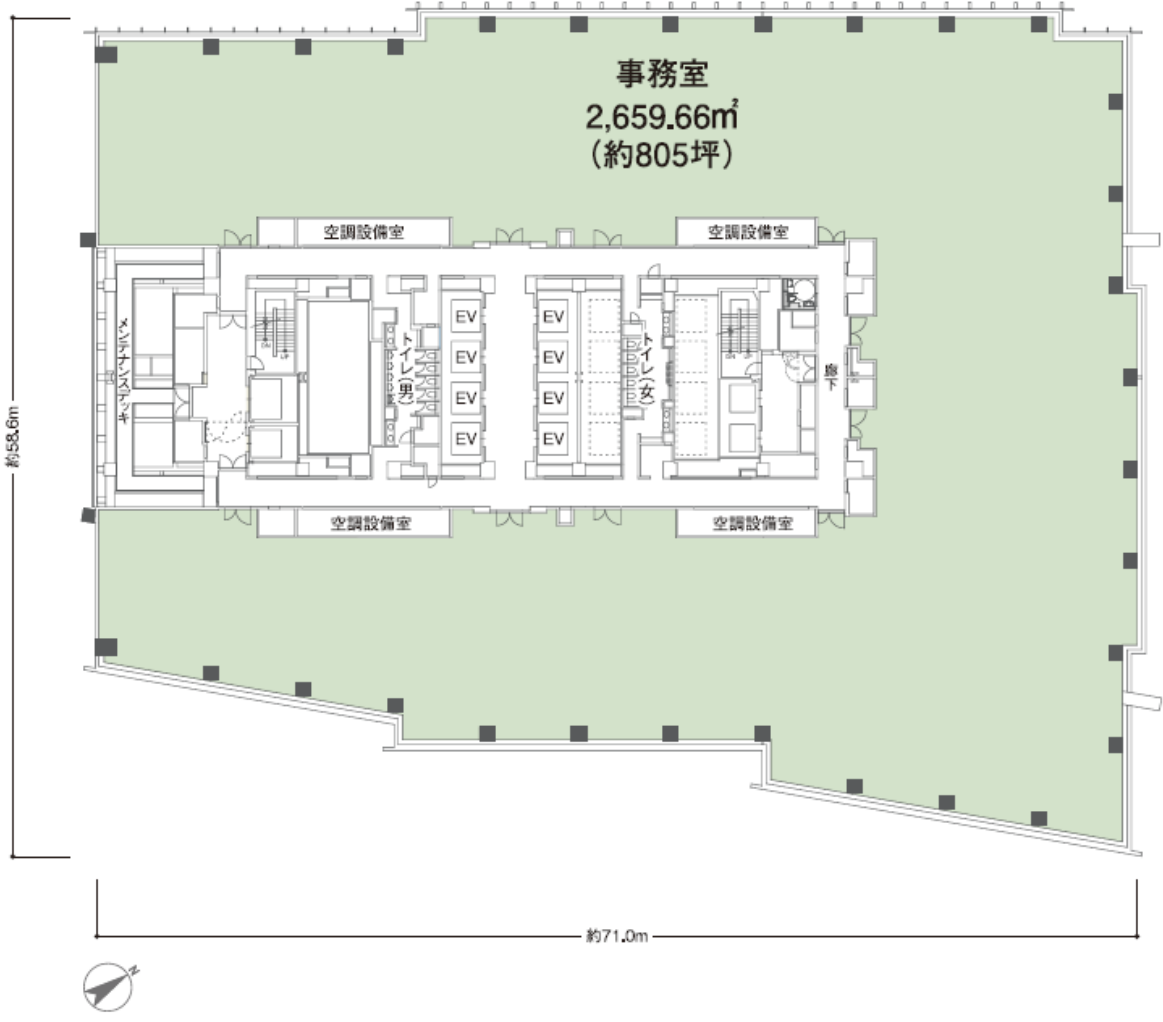 事務室
2,659.66㎡
（約805坪）
空調設備室
空調設備室
メンテナンスデッキ
トイレ(男)
EV
EV
EV
EV
EV
EV
EV
EV
トイレ(女)
廊下
空調設備室
空調設備室
約58.6m
約71.0m
N